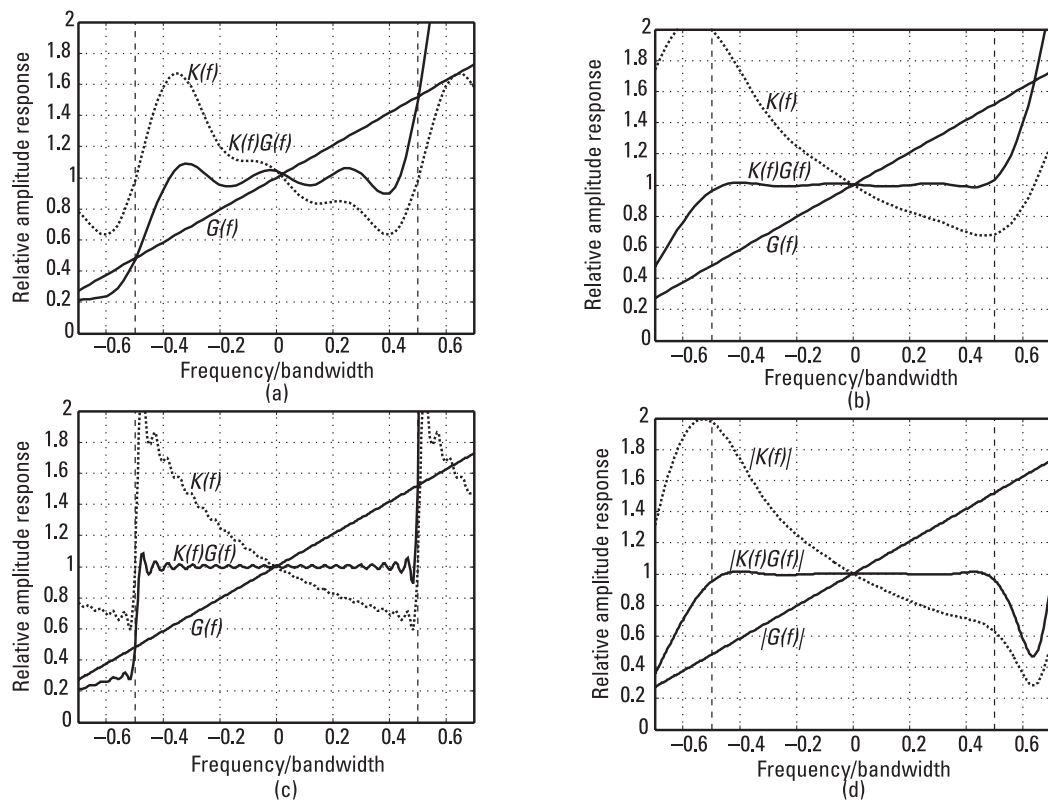 2
1.8
1.6
1.4
1.2
1
0.8
0.6
0.4
0.2
0
Relative amplitude response
K(f)
K(f)G(f)
G(f)
−0.6 −0.4 −0.2 0 0.2 0.4 0.6
Frequency/bandwidth
(a)
2
1.8
1.6
1.4
1.2
1
0.8
0.6
0.4
0.2
0
Relative amplitude response
K(f)
K(f)G(f)
G(f)
−0.6 −0.4 −0.2 0 0.2 0.4 0.6
Frequency/bandwidth
(b)
2
1.8
1.6
1.4
1.2
1
0.8
0.6
0.4
0.2
0
Relative amplitude response
K(f)
K(f)G(f)
G(f)
−0.6 −0.4 −0.2 0 0.2 0.4 0.6
Frequency/bandwidth
(c)
2
1.8
1.6
1.4
1.2
1
0.8
0.6
0.4
0.2
0
Relative amplitude response
|K(f)|
|K(f)G(f)|
|G(f)|
−0.6 −0.4 −0.2 0 0.2 0.4 0.6
Frequency/bandwidth
(d)